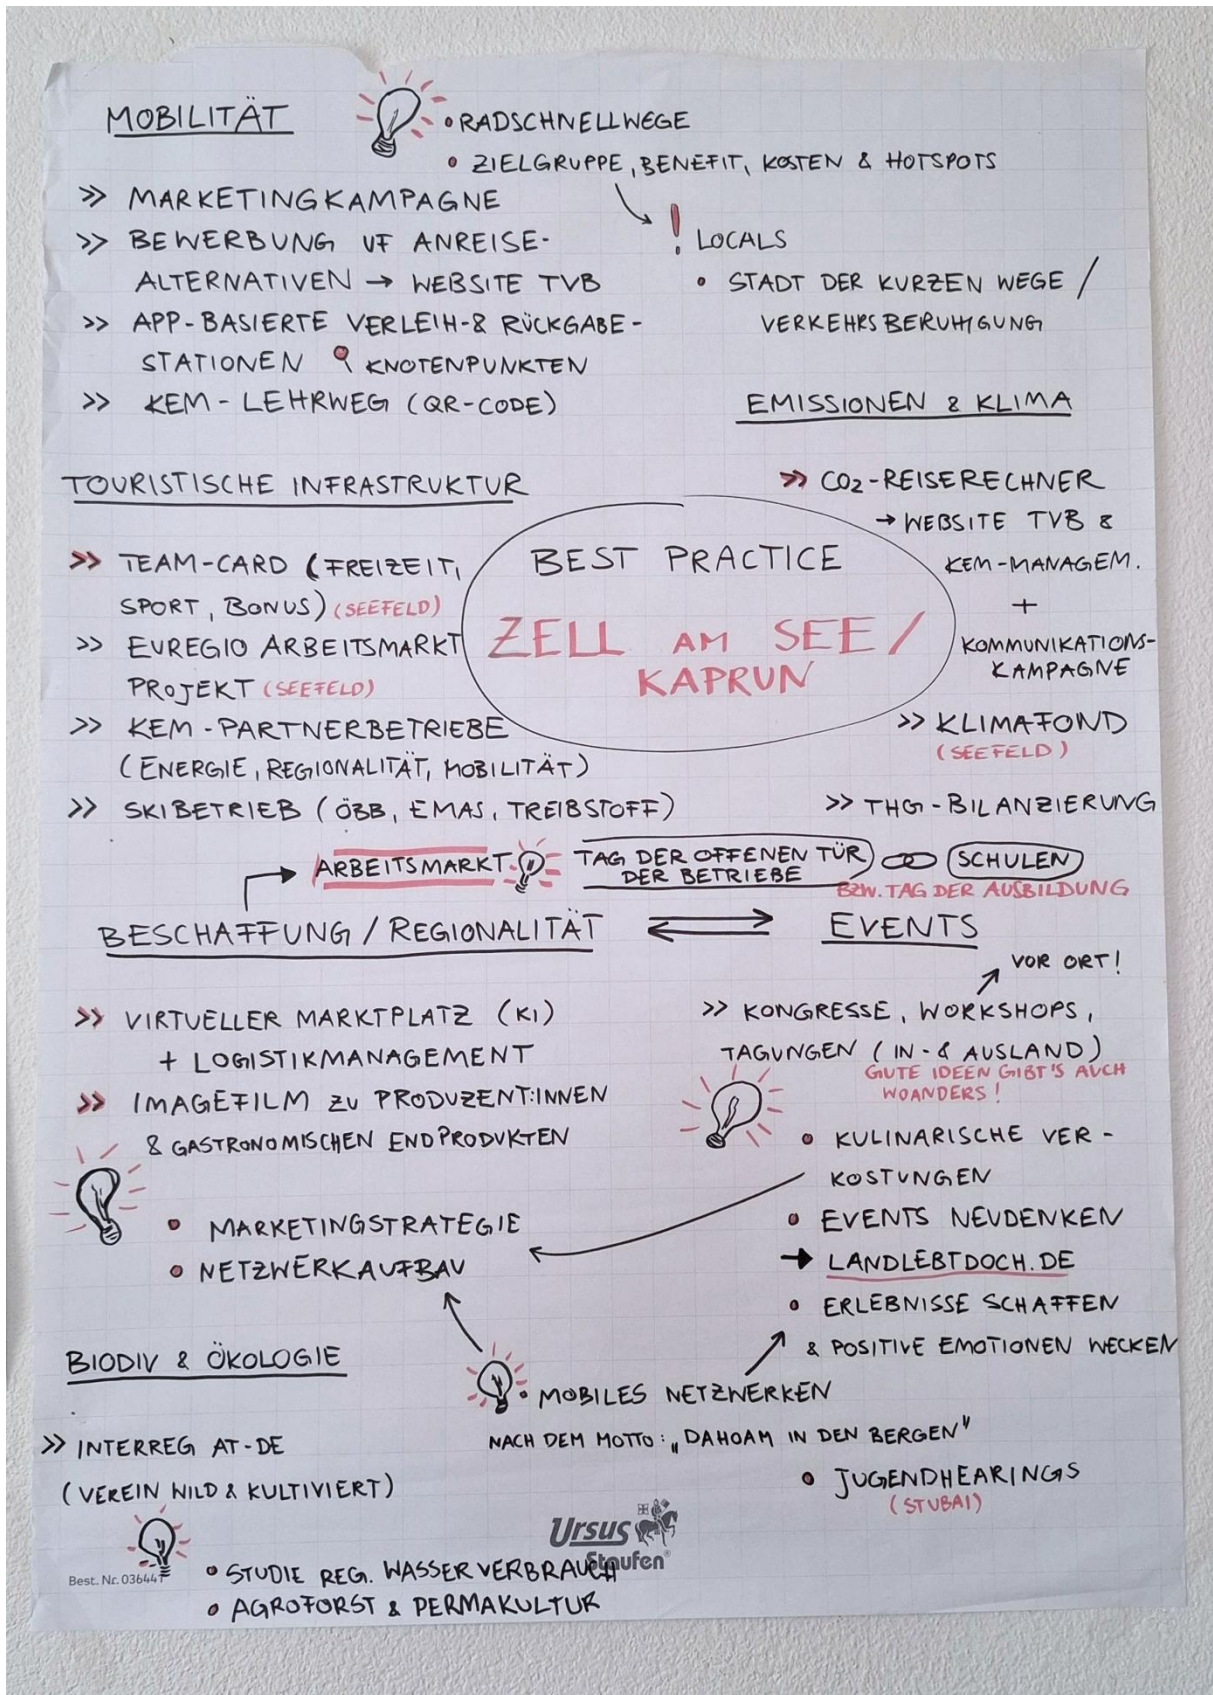 MOBILITÄT
• RADSCHNELLWEGE
• ZIELGRUPPE, BENEFIT, KOSTEN & HOTSPOTS
! LOCALS
• STADT DER KURZEN WEGE /
VERKEHRSBERUHIGUNG
>> MARKETINGKAMPAGNE
>> BEWERBUNG VF ANREISE-
ALTERNATIVEN → WEBSITE TVB
>> APP-BASIERTE VERLEIH-& RÜCKGABE-
STATIONEN KNOTENPUNKTEN
>> KEM-LEHRWEG (QR-CODE)
EMISSIONEN & KLIMA
>> CO2-REISERECHNER
→ WEBSITE TVB &
KEM-MANAGEM.
+
KOMMUNIKATIONS-
KAMPAGNE
>> KLIMAFOND
(SEEFELD)
>> THG-BILANZIERUNG
TOURISTISCHE INFRASTRUKTUR
>> TEAM-CARD (FREIZEIT,
SPORT, BONUS) (SEEFELD)
>> EUREGIO ARBEITSMARKT
PROJEKT (SEEFELD)
>> KEM-PARTNERBETRIEBE
(ENERGIE, REGIONALITÄT, MOBILITÄT)
>> SKIBETRIEB (ÖBB, EMAS, TREIBSTOFF)
BEST PRACTICE
ZELL AM SEE /
KAPRUN
→ ARBEITSMARKT TAG DER OFFENEN TÜR SCHULEN
DER BETRIEBE
BZW. TAG DER AUSBILDUNG
BESCHAFFUNG / REGIONALITÄT ⇌ EVENTS
>> VIRTUELLER MARKTPLATZ (KI)
+ LOGISTIKMANAGEMENT
>> IMAGEFILM ZU PRODUZENT:INNEN
& GASTRONOMISCHEN ENDPRODUKTEN
• MARKETINGSTRATEGIE
• NETZWERKAUFBAU
VOR ORT!
>> KONGRESSE, WORKSHOPS,
TAGUNGEN (IN-& AUSLAND)
GUTE IDEEN GIBT'S AUCH
WOANDERS!
• KULINARISCHE VER-
KOSTUNGEN
• EVENTS NEUDENKEN
→ LANDLEBTDOCH.DE
• ERLEBNISSE SCHAFFEN
& POSITIVE EMOTIONEN WECKEN
• MOBILES NETZWERKEN
NACH DEM MOTTO: „DAHOAM IN DEN BERGEN"
• JUGENDHEARINGS
(STUBAI)
BIODIV & ÖKOLOGIE
>> INTERREG AT-DE
(VEREIN WILD & KULTIVIERT)
• STUDIE REG. WASSERVERBRAUCH
• AGROFORST & PERMAKULTUR
Ursus
Staufen®
Best. Nr. 036441